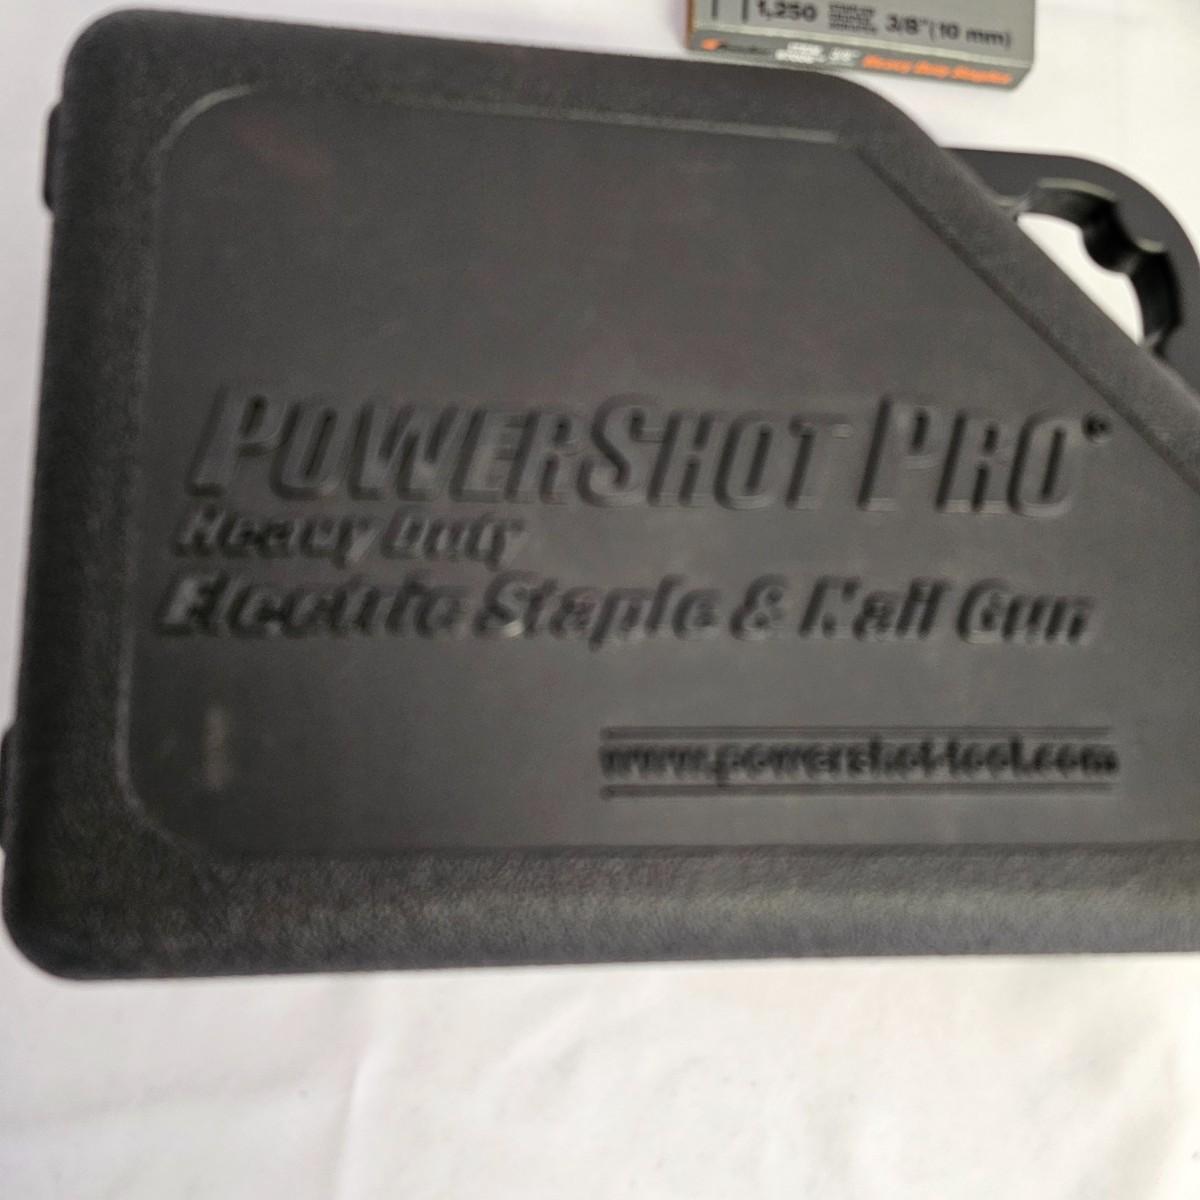 1,250 3/8"(10 mm)
Heavy Duty Staples
POWERSHOT PRO®
Heavy Duty
Electric Staple & Nail Gun
www.powershot-tool.com